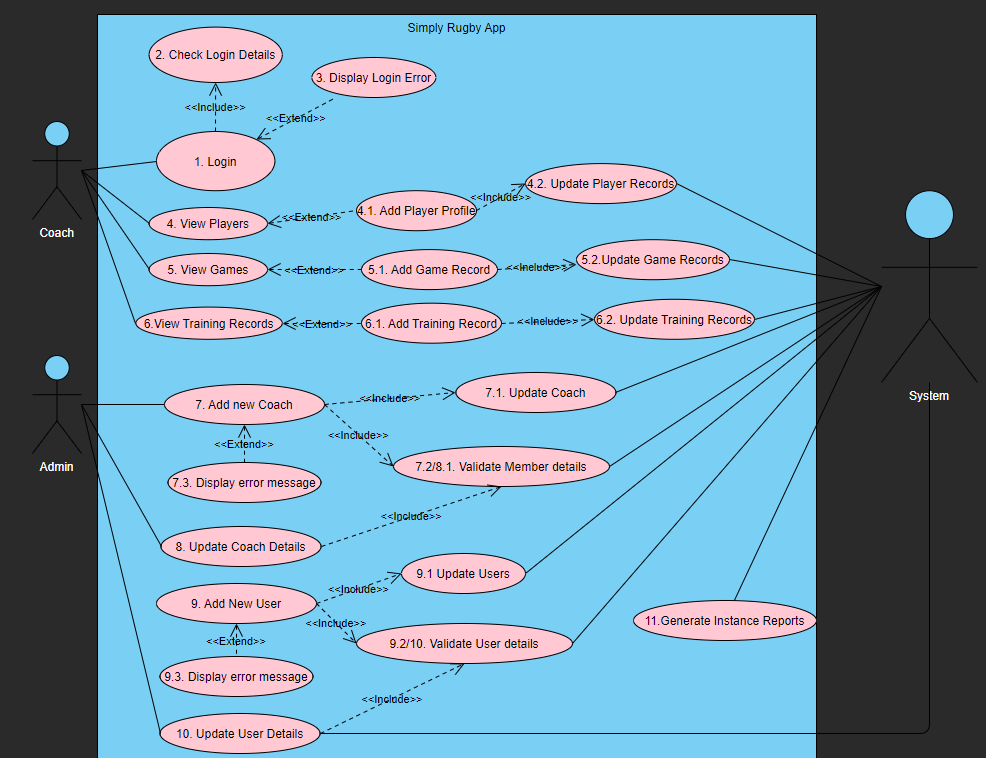 Simply Rugby App
2. Check Login Details
3. Display Login Error
<<Include>>
<<Extend>>
1. Login
Coach
4. View Players
<<Extend>>
4.1. Add Player Profile
<<Include>>
4.2. Update Player Records
5. View Games
<<Extend>>
5.1. Add Game Record
<<Include>>
5.2.Update Game Records
6.View Training Records
<<Extend>>
6.1. Add Training Record
<<Include>>
6.2. Update Training Records
System
Admin
7. Add new Coach
<<Include>>
7.1. Update Coach
<<Extend>>
<<Include>>
7.2/8.1. Validate Member details
7.3. Display error message
<<Include>>
8. Update Coach Details
9.1 Update Users
<<Include>>
9. Add New User
<<Include>>
<<Extend>>
9.2/10. Validate User details
11.Generate Instance Reports
9.3. Display error message
<<Include>>
10. Update User Details